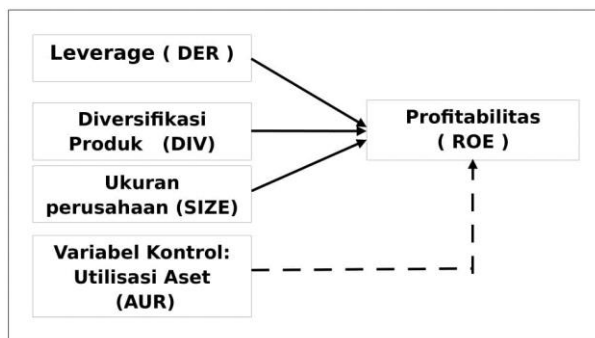 Leverage ( DER )
Diversifikasi
Produk (DIV)
Ukuran
perusahaan (SIZE)
Variabel Kontrol:
Utilisasi Aset
(AUR)
Profitabilitas
( ROE )